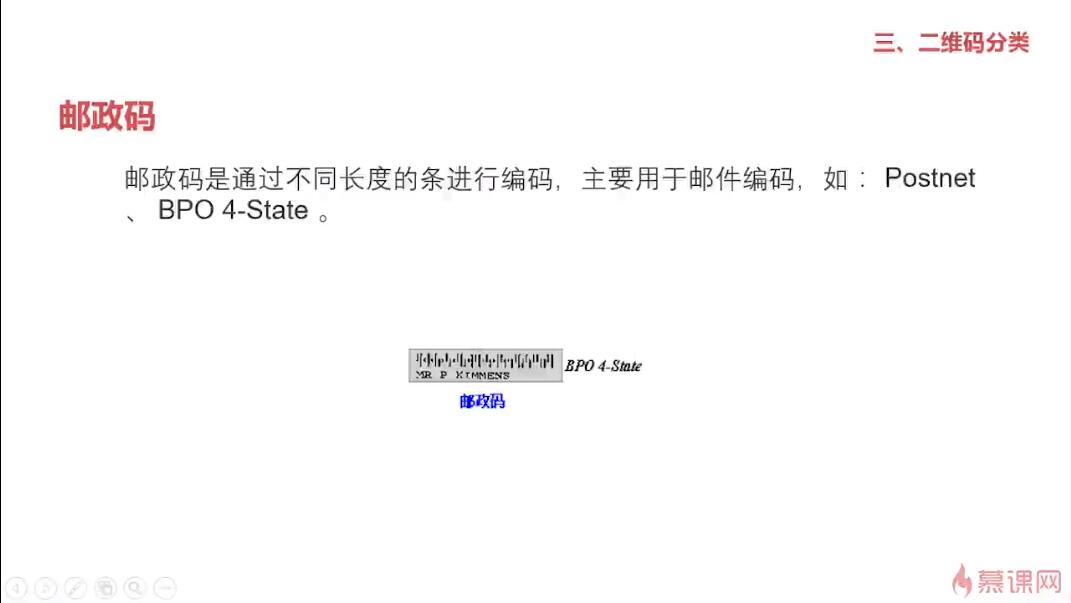 三、二维码分类
邮政码
邮政码是通过不同长度的条进行编码，主要用于邮件编码，如： Postnet
、 BPO 4-State 。
BPO 4-State
MR P XIMMENS
邮政码
慕课网